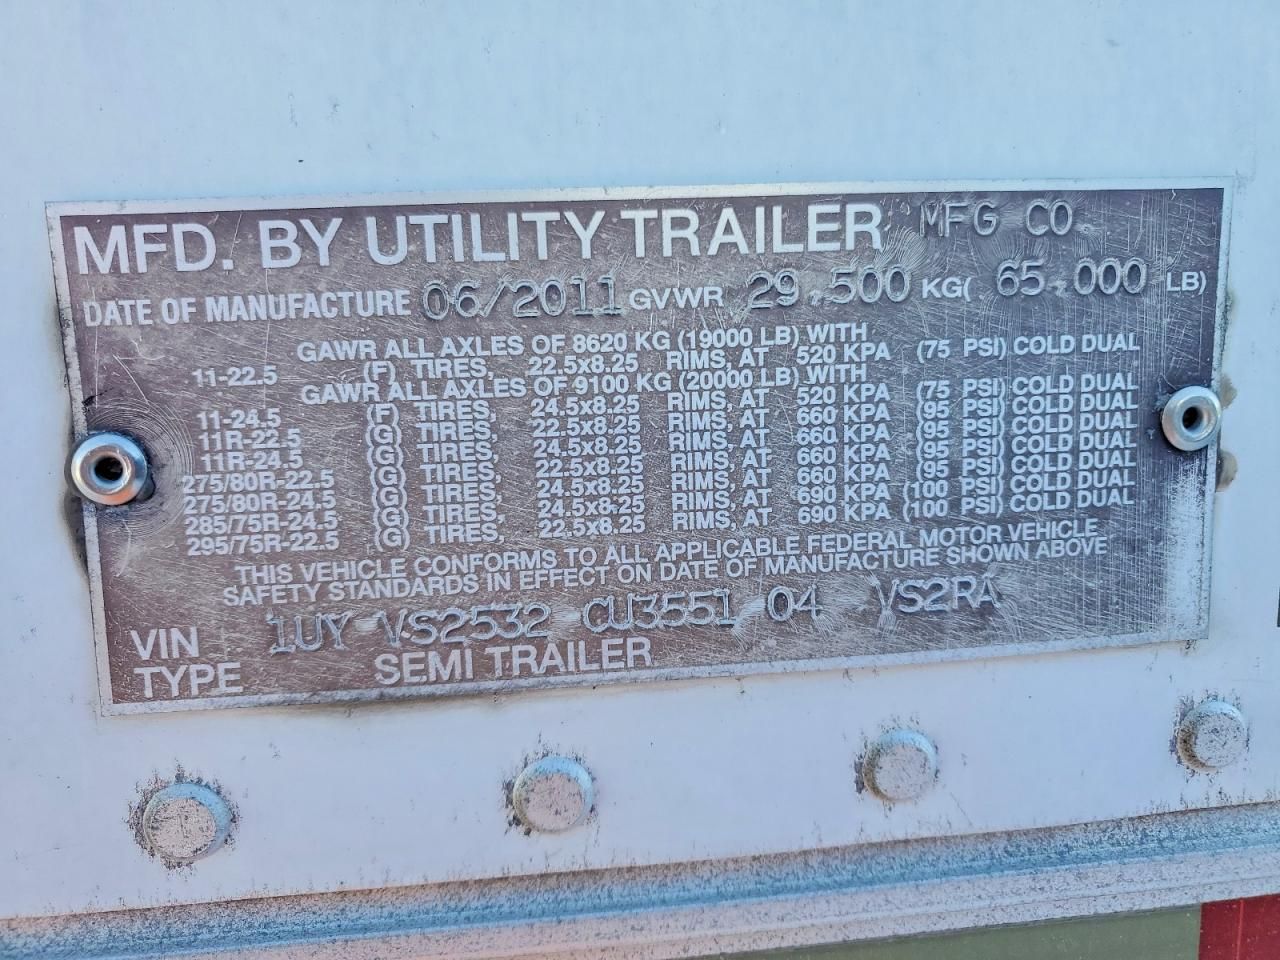 MFD. BY UTILITY TRAILER MFG CO
DATE OF MANUFACTURE 06/2011 GVWR 29.500 KG( 65.000 LB)
GAWR ALL AXLES OF 8620 KG (19000 LB) WITH
11-22.5 (F) TIRES, 22.5x8.25 RIMS, AT 520 KPA (75 PSI) COLD DUAL
GAWR ALL AXLES OF 9100 KG (20000 LB) WITH
11-24.5 (F) TIRES, 24.5x8.25 RIMS, AT 520 KPA (75 PSI) COLD DUAL
11R-22.5 (G) TIRES, 22.5x8.25 RIMS, AT 660 KPA (95 PSI) COLD DUAL
11R-24.5 (G) TIRES, 24.5x8.25 RIMS, AT 660 KPA (95 PSI) COLD DUAL
275/80R-22.5 (G) TIRES, 22.5x8.25 RIMS, AT 660 KPA (95 PSI) COLD DUAL
275/80R-24.5 (G) TIRES, 24.5x8.25 RIMS, AT 660 KPA (95 PSI) COLD DUAL
285/75R-24.5 (G) TIRES, 24.5x8.25 RIMS, AT 690 KPA (100 PSI) COLD DUAL
295/75R-22.5 (G) TIRES, 22.5x8.25 RIMS, AT 690 KPA (100 PSI) COLD DUAL
THIS VEHICLE CONFORMS TO ALL APPLICABLE FEDERAL MOTOR VEHICLE
SAFETY STANDARDS IN EFFECT ON DATE OF MANUFACTURE SHOWN ABOVE
VIN 1UY VS2532 CU3551 04 VS2RA
TYPE SEMI TRAILER